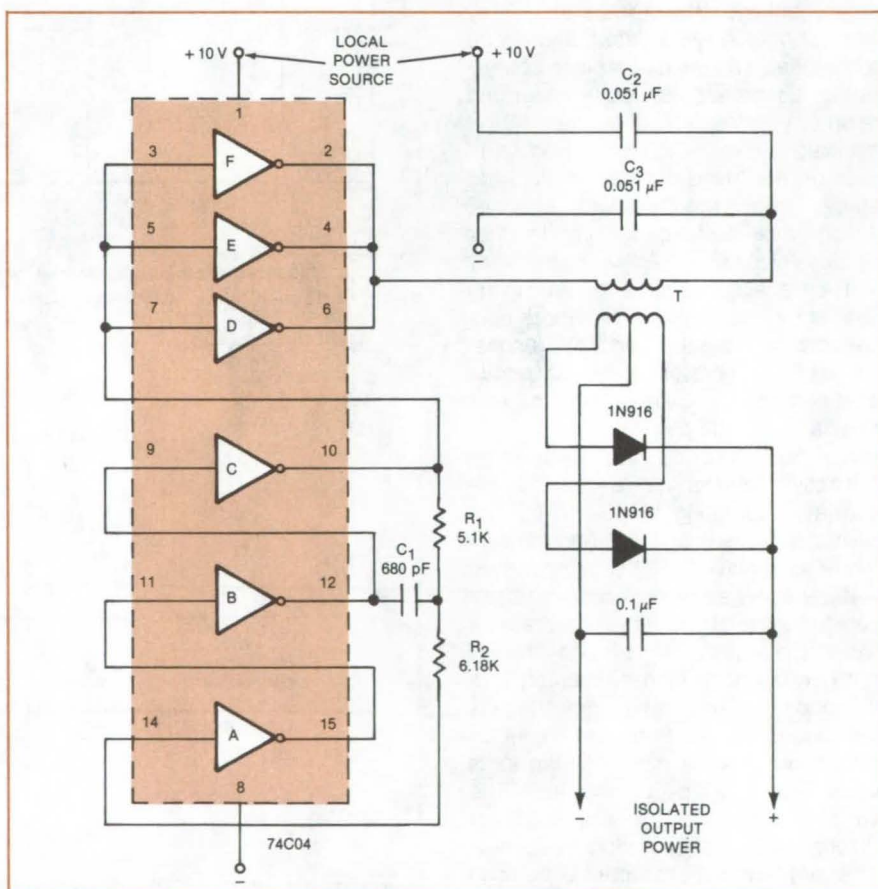 +10 V
LOCAL
POWER
SOURCE
+10 V
C2
0.051 µF
C3
0.051 µF
–
T
1
3
F
2
5
E
4
7
D
6
9
C
10
11
B
12
14
A
15
8
74C04
–
C1
680 pF
R1
5.1K
R2
6.18K
1N916
1N916
0.1 µF
–
ISOLATED
OUTPUT
POWER
+